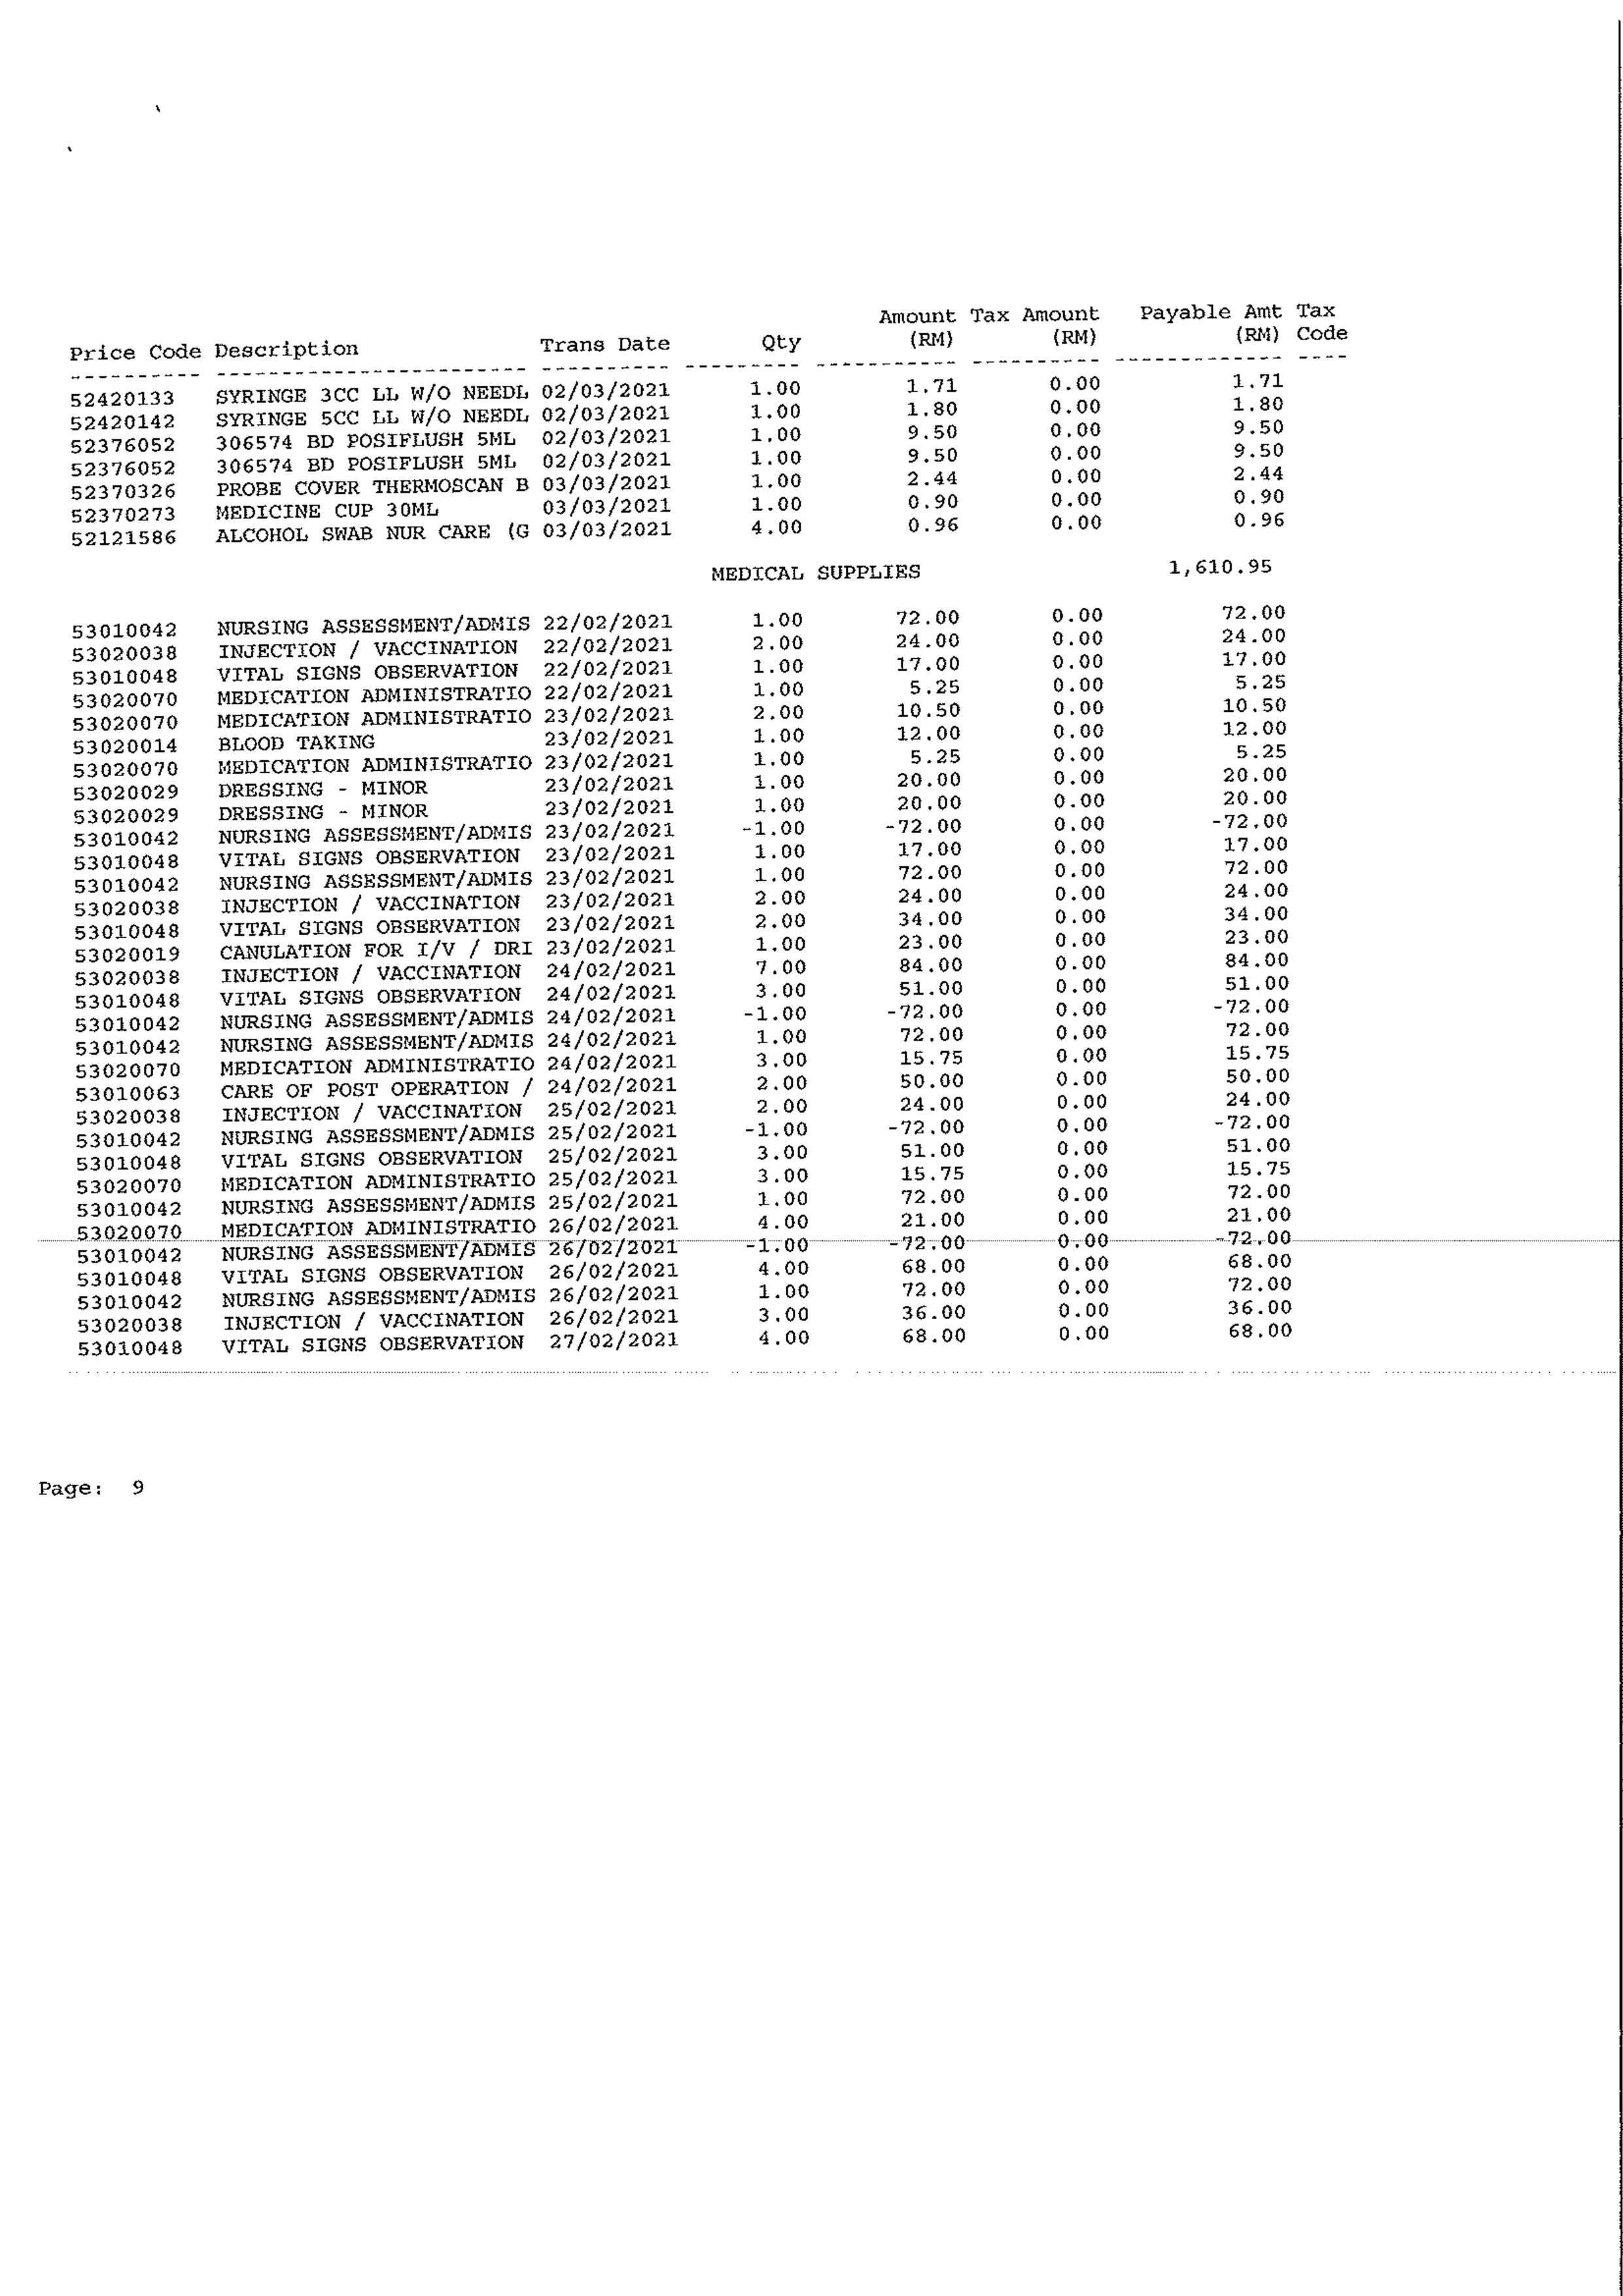 Amount Tax Amount Payable Amt Tax
Price Code Description Trans Date Qty (RM) (RM) (RM) Code
52420133 SYRINGE 3CC LL W/O NEEDL 02/03/2021 1.00 1.71 0.00 1.71
52420142 SYRINGE 5CC LL W/O NEEDL 02/03/2021 1.00 1.80 0.00 1.80
52376052 306574 BD POSIFLUSH 5ML 02/03/2021 1.00 9.50 0.00 9.50
52376052 306574 BD POSIFLUSH 5ML 02/03/2021 1.00 9.50 0.00 9.50
52370326 PROBE COVER THERMOSCAN B 03/03/2021 1.00 2.44 0.00 2.44
52370273 MEDICINE CUP 30ML 03/03/2021 1.00 0.90 0.00 0.90
52121586 ALCOHOL SWAB NUR CARE (G 03/03/2021 4.00 0.96 0.00 0.96
MEDICAL SUPPLIES 1,610.95
53010042 NURSING ASSESSMENT/ADMIS 22/02/2021 1.00 72.00 0.00 72.00
53020038 INJECTION / VACCINATION 22/02/2021 2.00 24.00 0.00 24.00
53010048 VITAL SIGNS OBSERVATION 22/02/2021 1.00 17.00 0.00 17.00
53020070 MEDICATION ADMINISTRATIO 22/02/2021 1.00 5.25 0.00 5.25
53020070 MEDICATION ADMINISTRATIO 23/02/2021 2.00 10.50 0.00 10.50
53020014 BLOOD TAKING 23/02/2021 1.00 12.00 0.00 12.00
53020070 MEDICATION ADMINISTRATIO 23/02/2021 1.00 5.25 0.00 5.25
53020029 DRESSING - MINOR 23/02/2021 1.00 20.00 0.00 20.00
53020029 DRESSING - MINOR 23/02/2021 1.00 20.00 0.00 20.00
53010042 NURSING ASSESSMENT/ADMIS 23/02/2021 -1.00 -72.00 0.00 -72.00
53010048 VITAL SIGNS OBSERVATION 23/02/2021 1.00 17.00 0.00 17.00
53010042 NURSING ASSESSMENT/ADMIS 23/02/2021 1.00 72.00 0.00 72.00
53020038 INJECTION / VACCINATION 23/02/2021 2.00 24.00 0.00 24.00
53010048 VITAL SIGNS OBSERVATION 23/02/2021 2.00 34.00 0.00 34.00
53020019 CANULATION FOR I/V / DRI 23/02/2021 1.00 23.00 0.00 23.00
53020038 INJECTION / VACCINATION 24/02/2021 7.00 84.00 0.00 84.00
53010048 VITAL SIGNS OBSERVATION 24/02/2021 3.00 51.00 0.00 51.00
53010042 NURSING ASSESSMENT/ADMIS 24/02/2021 -1.00 -72.00 0.00 -72.00
53010042 NURSING ASSESSMENT/ADMIS 24/02/2021 1.00 72.00 0.00 72.00
53020070 MEDICATION ADMINISTRATIO 24/02/2021 3.00 15.75 0.00 15.75
53010063 CARE OF POST OPERATION / 24/02/2021 2.00 50.00 0.00 50.00
53020038 INJECTION / VACCINATION 25/02/2021 2.00 24.00 0.00 24.00
53010042 NURSING ASSESSMENT/ADMIS 25/02/2021 -1.00 -72.00 0.00 -72.00
53010048 VITAL SIGNS OBSERVATION 25/02/2021 3.00 51.00 0.00 51.00
53020070 MEDICATION ADMINISTRATIO 25/02/2021 3.00 15.75 0.00 15.75
53010042 NURSING ASSESSMENT/ADMIS 25/02/2021 1.00 72.00 0.00 72.00
53020070 MEDICATION ADMINISTRATIO 26/02/2021 4.00 21.00 0.00 21.00
53010042 NURSING ASSESSMENT/ADMIS 26/02/2021 -1.00 -72.00 0.00 -72.00
53010048 VITAL SIGNS OBSERVATION 26/02/2021 4.00 68.00 0.00 68.00
53010042 NURSING ASSESSMENT/ADMIS 26/02/2021 1.00 72.00 0.00 72.00
53020038 INJECTION / VACCINATION 26/02/2021 3.00 36.00 0.00 36.00
53010048 VITAL SIGNS OBSERVATION 27/02/2021 4.00 68.00 0.00 68.00
Page: 9